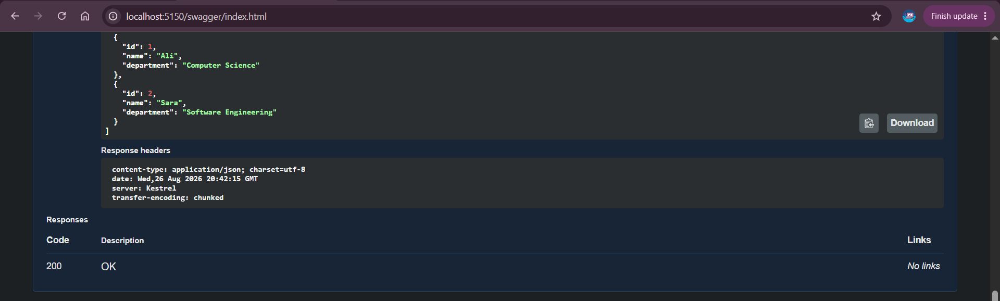 localhost:5150/swagger/index.html
Finish update
{
"id": 1,
"name": "Ali",
"department": "Computer Science"
},
{
"id": 2,
"name": "Sara",
"department": "Software Engineering"
}
]
Download
Response headers
content-type: application/json; charset=utf-8
date: Wed,26 Aug 2026 20:42:15 GMT
server: Kestrel
transfer-encoding: chunked
Responses
Code Description Links
200 OK No links